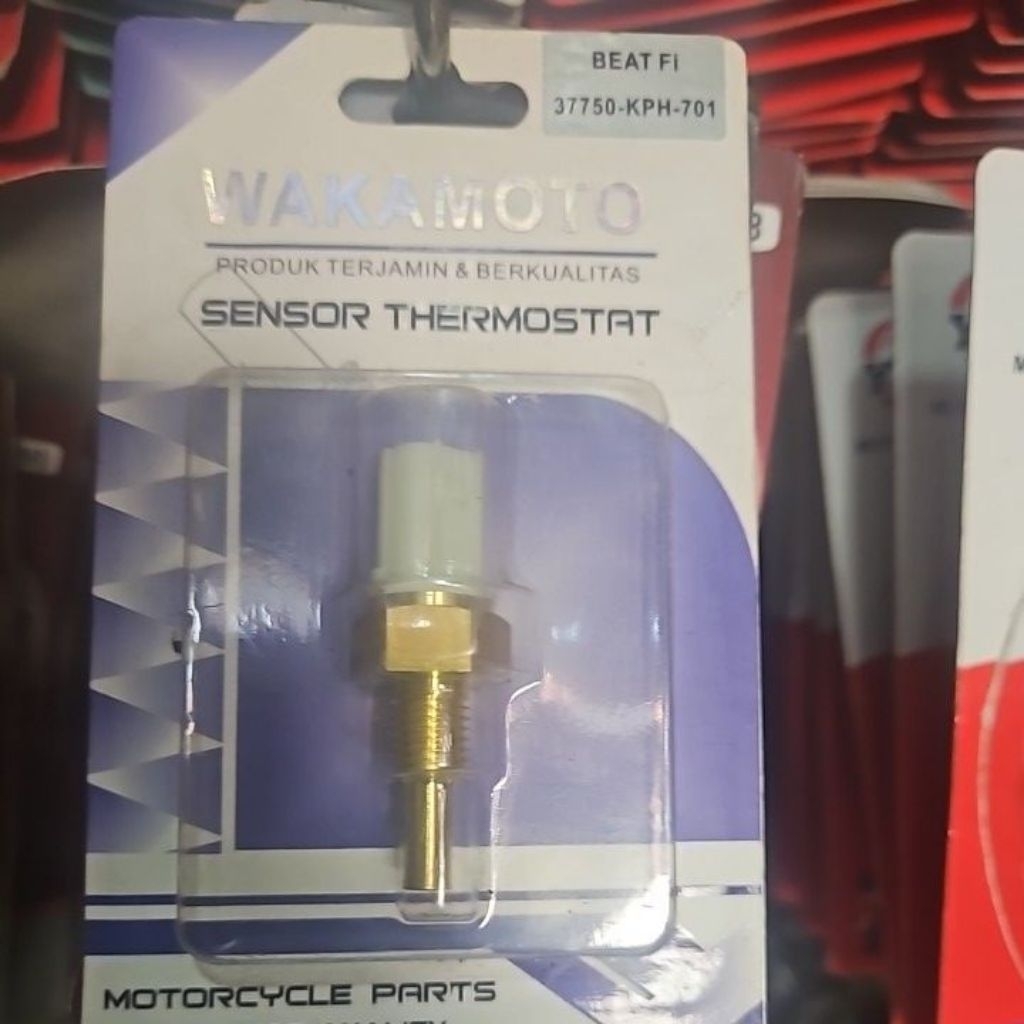 BEAT Fi
37750-KPH-701
WAKAMOTO
PRODUK TERJAMIN & BERKUALITAS
SENSOR THERMOSTAT
MOTORCYCLE PARTS